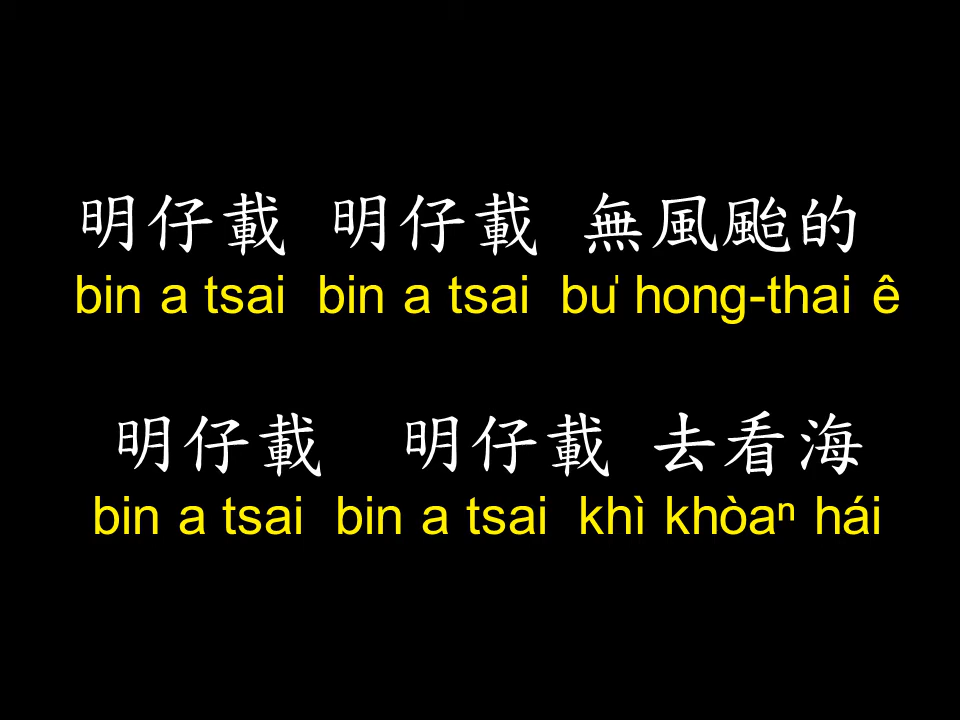 明仔載 明仔載 無風颱的
bin a tsai bin a tsai bu̍ hong-thai ê
明仔載 明仔載 去看海
bin a tsai bin a tsai khì khòaⁿ hái